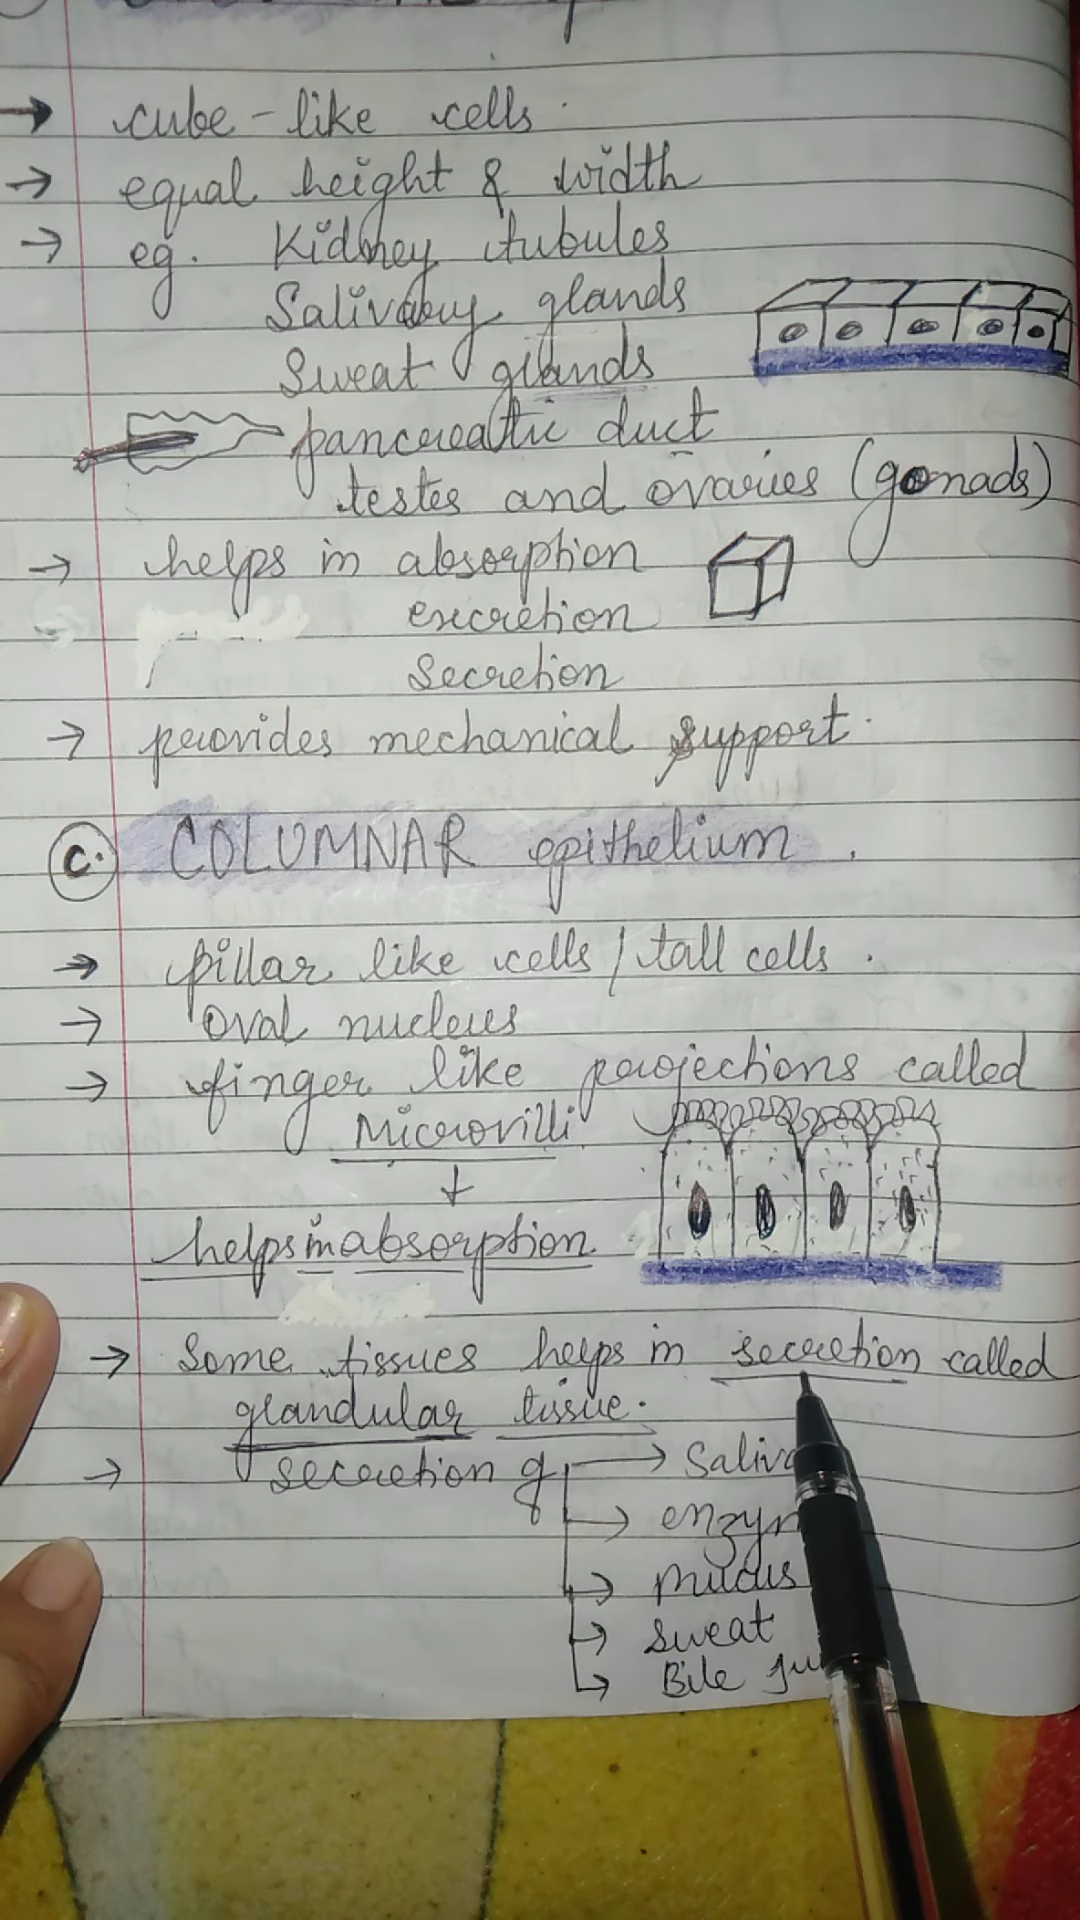 → cube-like cells.
→ equal height & width
→ eg. Kidney tubules
Salivary glands
Sweat glands
pancreatic duct
testes and ovaries (gonads)
→ helps in absorption
excretion
Secretion
→ provides mechanical support.
C. COLUMNAR epithelium.
→ pillar like cells / tall cells.
→ oval nucleus
→ finger like projections called
Microvilli
↓
helps in absorption
→ Some tissues helps in secretion called
glandular tissue.
→ secretion of → Saliv
→ enzy
→ mucus
→ sweat
→ Bile ju